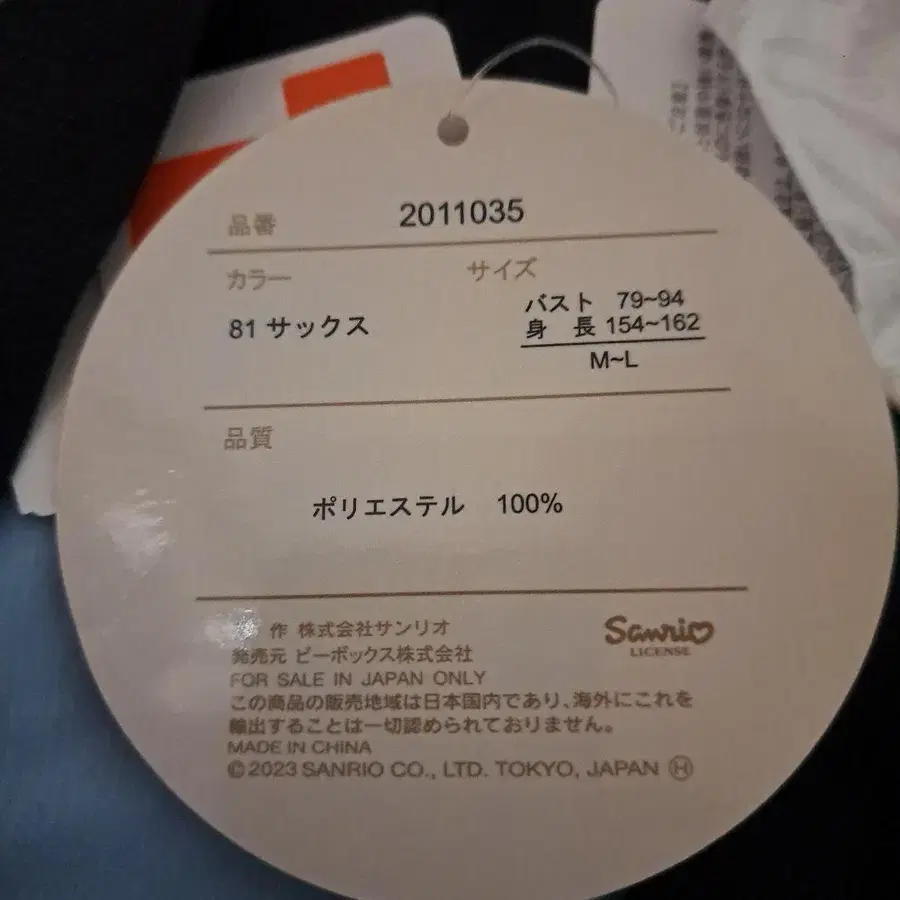 品番 2011035
カラー サイズ
81 サックス
バスト 79~94
身 長 154~162
M~L
品質
ポリエステル 100%
作 株式会社サンリオ
Sanrio
LICENSE
発売元 ビーボックス株式会社
FOR SALE IN JAPAN ONLY
この商品の販売地域は日本国内であり、海外にこれを
輸出することは一切認められておりません。
MADE IN CHINA
©2023 SANRIO CO., LTD. TOKYO, JAPAN Ⓗ